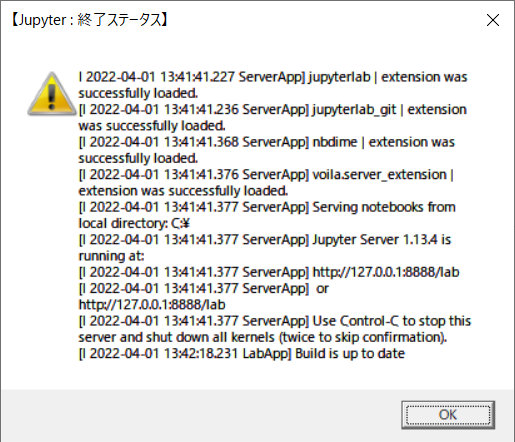 【Jupyter : 終了ステータス】
I 2022-04-01 13:41:41.227 ServerApp] jupyterlab | extension was
successfully loaded.
[I 2022-04-01 13:41:41.236 ServerApp] jupyterlab_git | extension
was successfully loaded.
[I 2022-04-01 13:41:41.368 ServerApp] nbdime | extension was
successfully loaded.
[I 2022-04-01 13:41:41.376 ServerApp] voila.server_extension |
extension was successfully loaded.
[I 2022-04-01 13:41:41.377 ServerApp] Serving notebooks from
local directory: C:¥
[I 2022-04-01 13:41:41.377 ServerApp] Jupyter Server 1.13.4 is
running at:
[I 2022-04-01 13:41:41.377 ServerApp] http://127.0.0.1:8888/lab
[I 2022-04-01 13:41:41.377 ServerApp]  or
http://127.0.0.1:8888/lab
[I 2022-04-01 13:41:41.377 ServerApp] Use Control-C to stop this
server and shut down all kernels (twice to skip confirmation).
[I 2022-04-01 13:42:18.231 LabApp] Build is up to date
OK